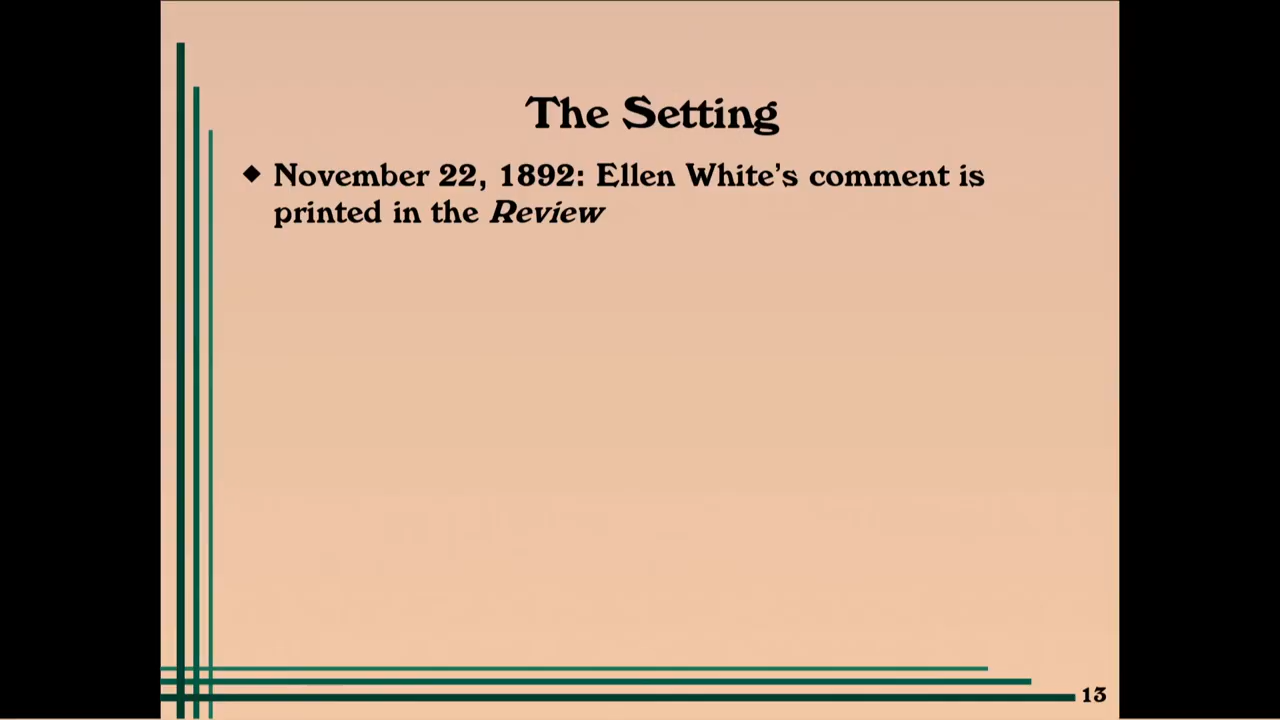 The Setting
◆ November 22, 1892: Ellen White's comment is
printed in the Review
13